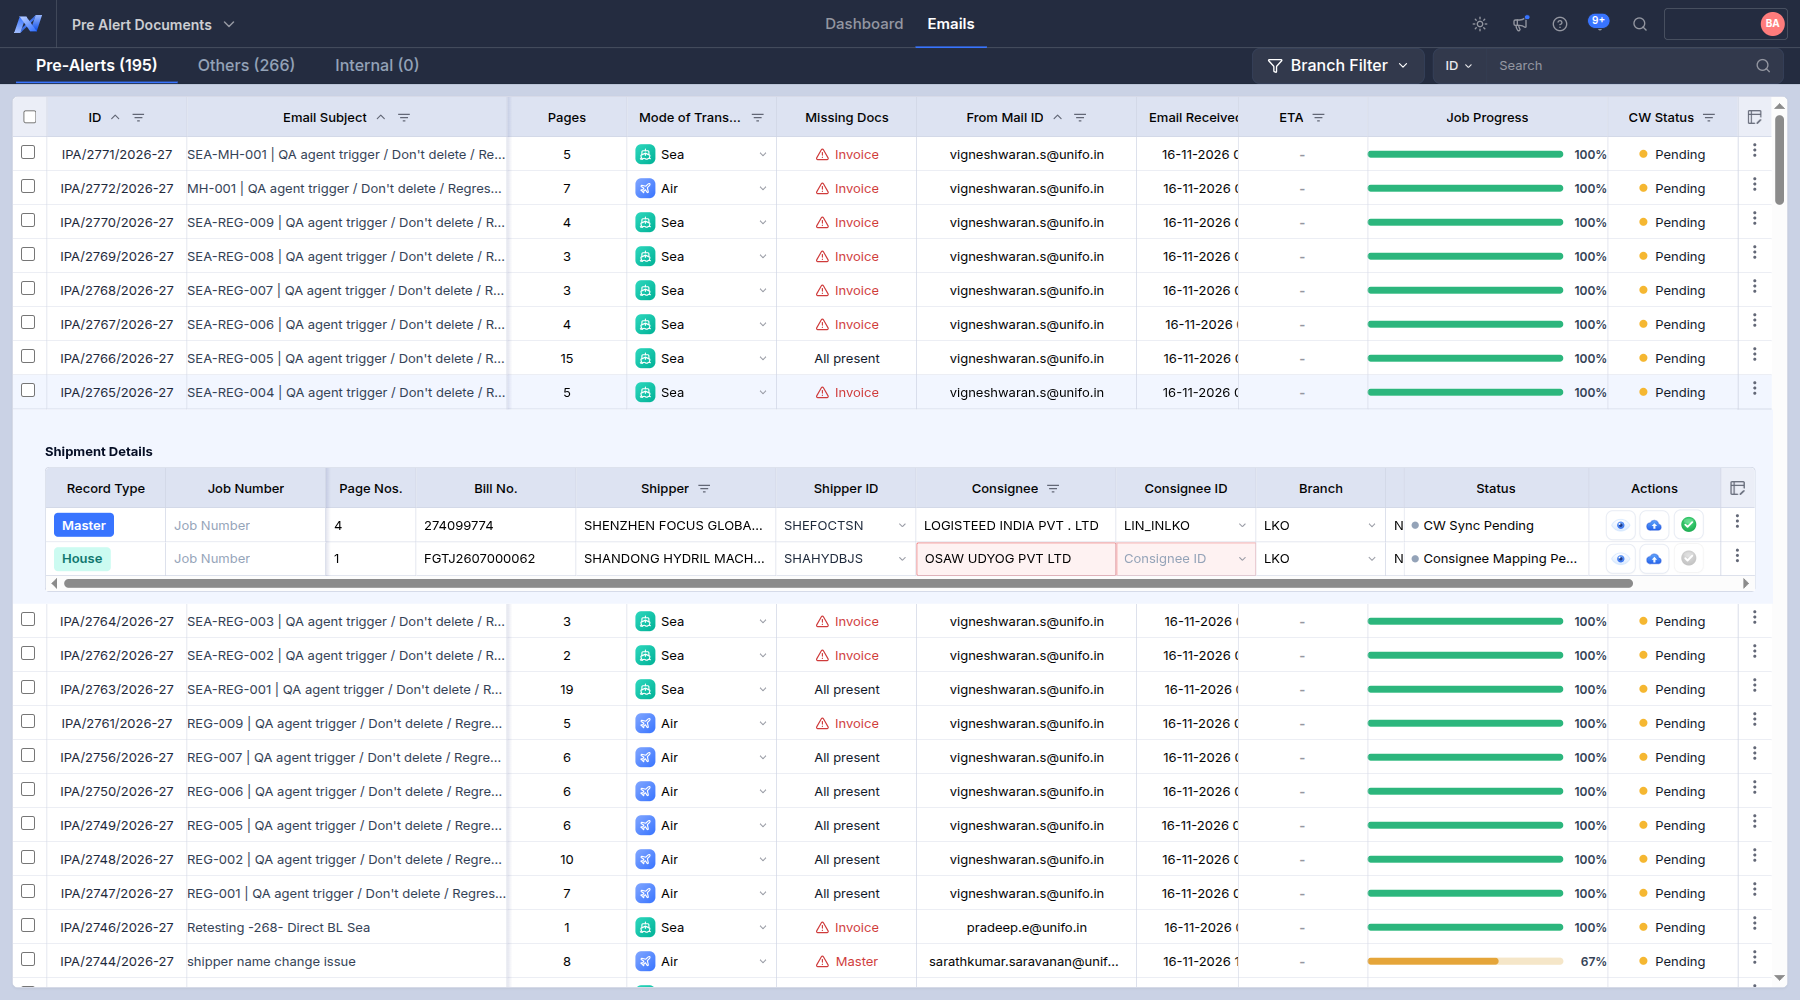 Pre Alert Documents
Dashboard
Emails
9+
BA
Pre-Alerts (195)
Others (266)
Internal (0)
Branch Filter
ID
Search
ID Email Subject Pages Mode of Trans... Missing Docs From Mail ID Email Received ETA Job Progress CW Status
IPA/2771/2026-27 SEA-MH-001 | QA agent trigger / Don't delete / Re... 5 Sea Invoice vigneshwaran.s@unifo.in 16-11-2026 - 100% Pending
IPA/2772/2026-27 MH-001 | QA agent trigger / Don't delete / Regres... 7 Air Invoice vigneshwaran.s@unifo.in 16-11-2026 - 100% Pending
IPA/2770/2026-27 SEA-REG-009 | QA agent trigger / Don't delete / R... 4 Sea Invoice vigneshwaran.s@unifo.in 16-11-2026 - 100% Pending
IPA/2769/2026-27 SEA-REG-008 | QA agent trigger / Don't delete / R... 3 Sea Invoice vigneshwaran.s@unifo.in 16-11-2026 - 100% Pending
IPA/2768/2026-27 SEA-REG-007 | QA agent trigger / Don't delete / R... 3 Sea Invoice vigneshwaran.s@unifo.in 16-11-2026 - 100% Pending
IPA/2767/2026-27 SEA-REG-006 | QA agent trigger / Don't delete / R... 4 Sea Invoice vigneshwaran.s@unifo.in 16-11-2026 - 100% Pending
IPA/2766/2026-27 SEA-REG-005 | QA agent trigger / Don't delete / R... 15 Sea All present vigneshwaran.s@unifo.in 16-11-2026 - 100% Pending
IPA/2765/2026-27 SEA-REG-004 | QA agent trigger / Don't delete / R... 5 Sea Invoice vigneshwaran.s@unifo.in 16-11-2026 - 100% Pending
Shipment Details
Record Type Job Number Page Nos. Bill No. Shipper Shipper ID Consignee Consignee ID Branch Status Actions
Master Job Number 4 274099774 SHENZHEN FOCUS GLOBA... SHEFOCTSN LOGISTEED INDIA PVT . LTD LIN_INLKO LKO N CW Sync Pending
House Job Number 1 FGTJ2607000062 SHANDONG HYDRIL MACH... SHAHYDBJS OSAW UDYOG PVT LTD Consignee ID LKO N Consignee Mapping Pe...
IPA/2764/2026-27 SEA-REG-003 | QA agent trigger / Don't delete / R... 3 Sea Invoice vigneshwaran.s@unifo.in 16-11-2026 - 100% Pending
IPA/2762/2026-27 SEA-REG-002 | QA agent trigger / Don't delete / R... 2 Sea Invoice vigneshwaran.s@unifo.in 16-11-2026 - 100% Pending
IPA/2763/2026-27 SEA-REG-001 | QA agent trigger / Don't delete / R... 19 Sea All present vigneshwaran.s@unifo.in 16-11-2026 - 100% Pending
IPA/2761/2026-27 REG-009 | QA agent trigger / Don't delete / Regre... 5 Air Invoice vigneshwaran.s@unifo.in 16-11-2026 - 100% Pending
IPA/2756/2026-27 REG-007 | QA agent trigger / Don't delete / Regre... 6 Air All present vigneshwaran.s@unifo.in 16-11-2026 - 100% Pending
IPA/2750/2026-27 REG-006 | QA agent trigger / Don't delete / Regre... 6 Air All present vigneshwaran.s@unifo.in 16-11-2026 - 100% Pending
IPA/2749/2026-27 REG-005 | QA agent trigger / Don't delete / Regre... 6 Air All present vigneshwaran.s@unifo.in 16-11-2026 - 100% Pending
IPA/2748/2026-27 REG-002 | QA agent trigger / Don't delete / Regre... 10 Air All present vigneshwaran.s@unifo.in 16-11-2026 - 100% Pending
IPA/2747/2026-27 REG-001 | QA agent trigger / Don't delete / Regres... 7 Air All present vigneshwaran.s@unifo.in 16-11-2026 - 100% Pending
IPA/2746/2026-27 Retesting -268- Direct BL Sea 1 Sea Invoice pradeep.e@unifo.in 16-11-2026 - 100% Pending
IPA/2744/2026-27 shipper name change issue 8 Air Master sarathkumar.saravanan@unif... 16-11-2026 1 - 67% Pending